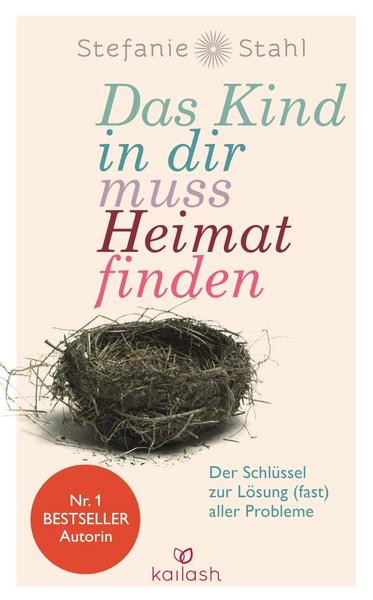 Stefanie Stahl
Das Kind
in dir
muss
Heimat
finden
Der Schlüssel
zur Lösung (fast)
aller Probleme
Nr. 1
BESTSELLER
Autorin
kailash